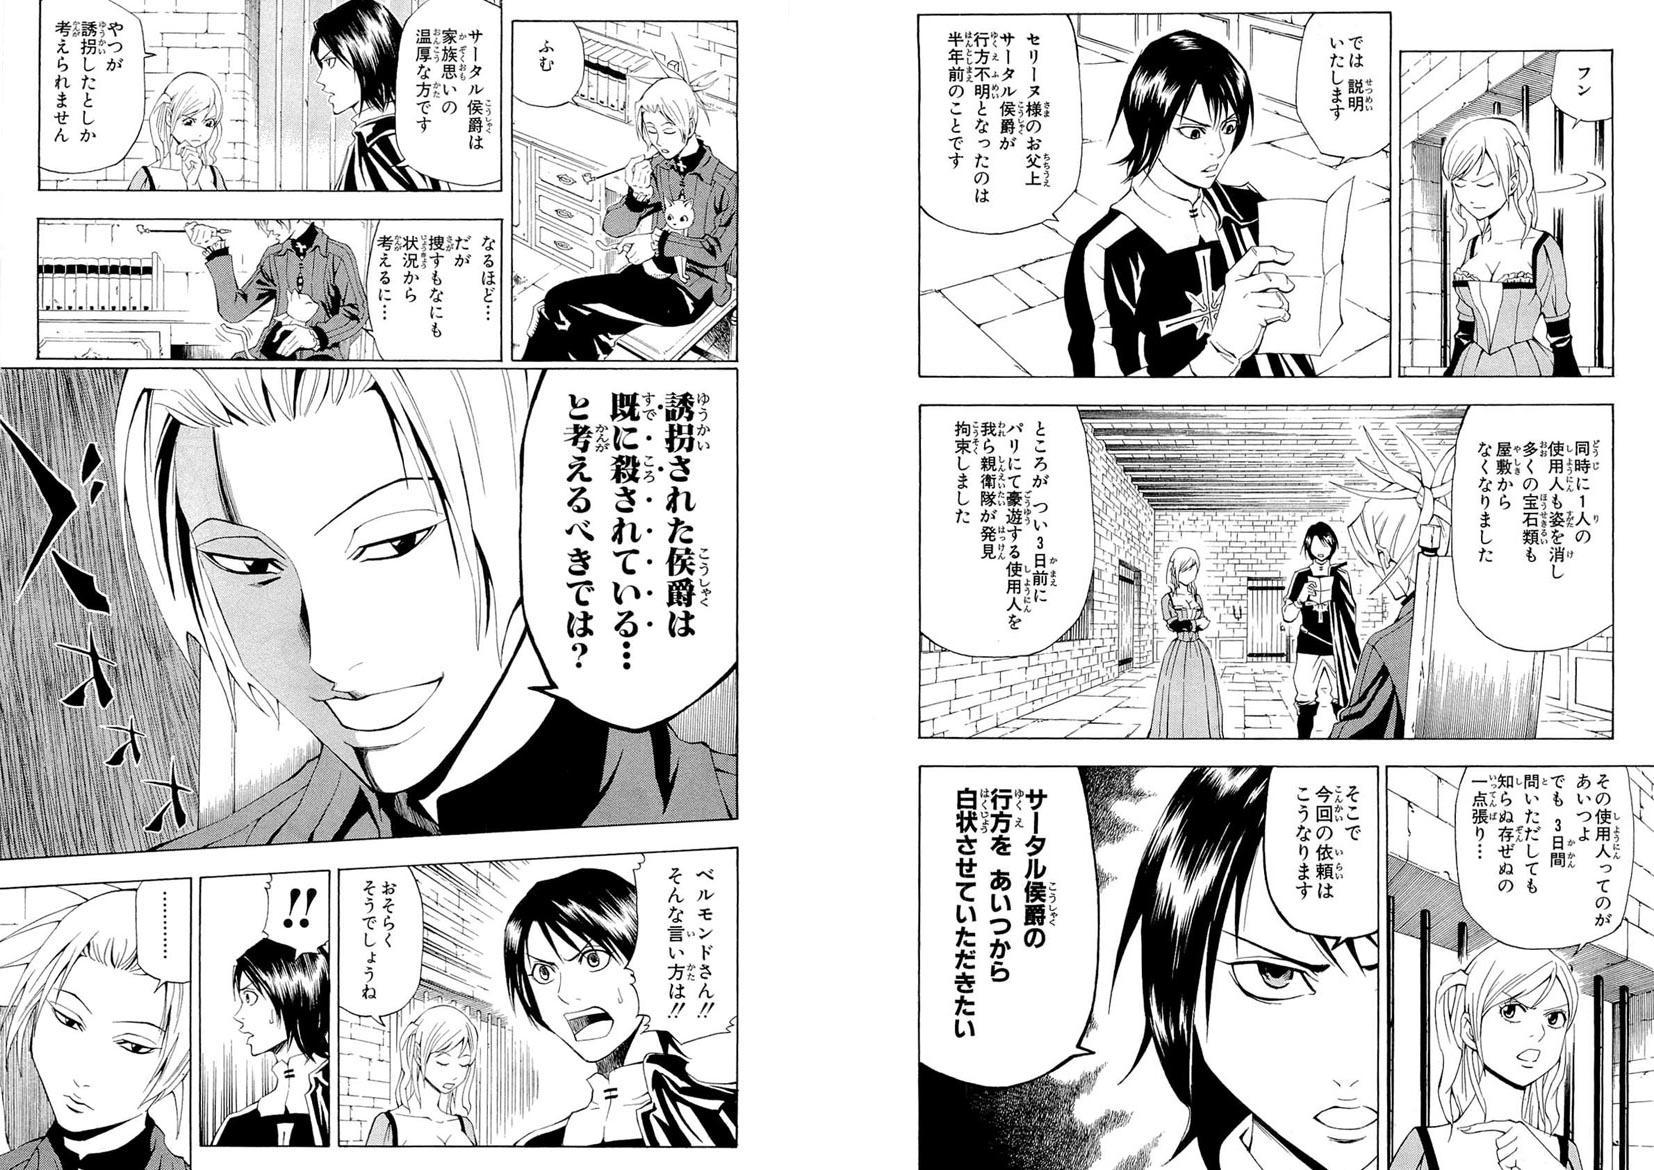 フン
では 説明
いたします
セリーヌ様のお父上
サータル侯爵が
行方不明となったのは
半年前のことです
同時に1人の
使用人も姿を消し
多くの宝石類も
屋敷から
なくなりました
ところが つい3日前に
パリにて豪遊する使用人を
我ら親衛隊が発見
拘束しました
その使用人ってのが
あいつよ
でも 3日間
問いただしても
知らぬ存ぜぬの
一点張り…
そこで
今回の依頼は
こうなります
サータル侯爵の
行方を あいつから
白状させていただきたい
ふむ
サータル侯爵は
家族思いの
温厚な方です
やつが
誘拐したとしか
考えられません
なるほど…
だが
捜すもなにも
状況から
考えるに…
誘拐された侯爵は
既に殺されている…
と考えるべきでは?
ベルモンドさん!!
そんな言い方は!!
おそらく
そうでしょうね
!!
…………